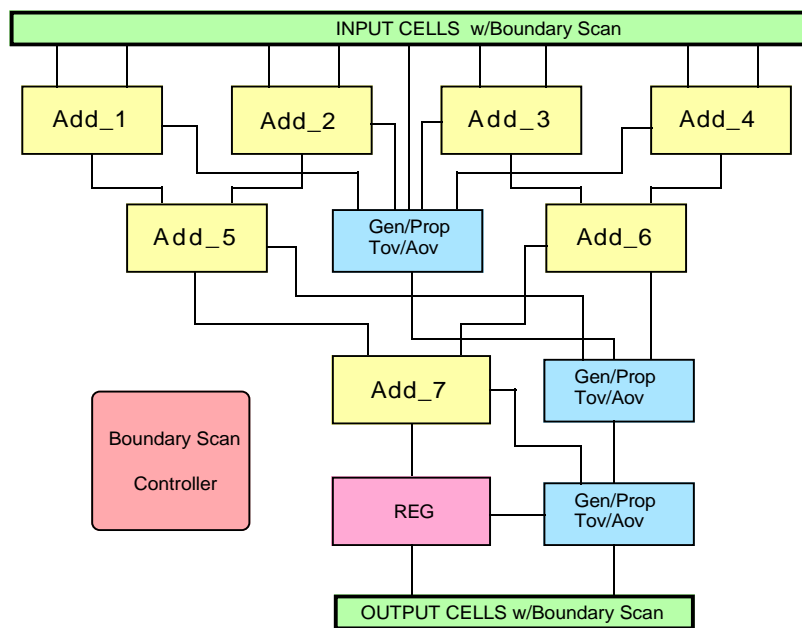 INPUT CELLS w/Boundary Scan
Add_1
Add_2
Add_3
Add_4
Add_5
Gen/Prop
Tov/Aov
Add_6
Add_7
Gen/Prop
Tov/Aov
Boundary Scan
Controller
REG
Gen/Prop
Tov/Aov
OUTPUT CELLS w/Boundary Scan